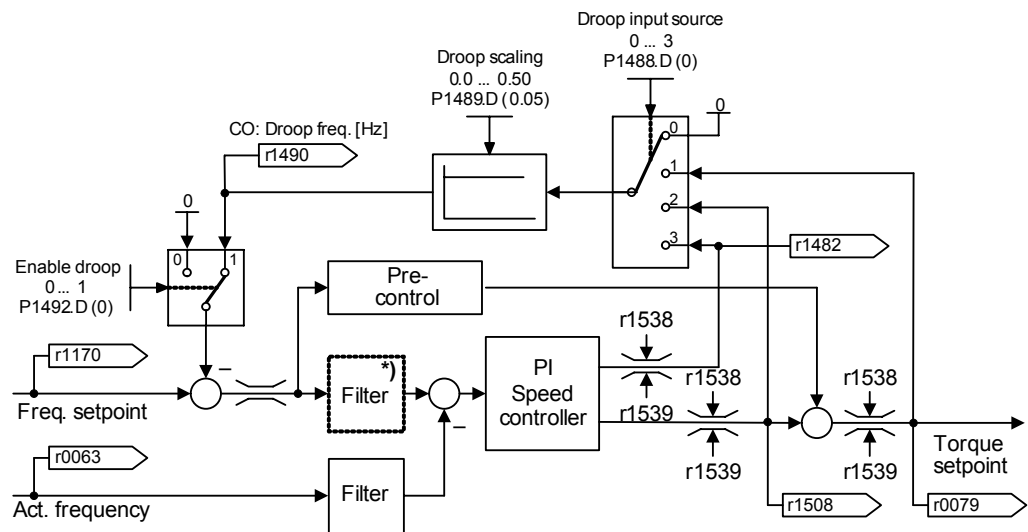 Droop input source
0 ... 3
P1488.D (0)
Droop scaling
0.0 ... 0.50
P1489.D (0.05)
0
0
CO: Droop freq. [Hz]
r1490
1
2
0
3
r1482
0
1
Enable droop
0 ... 1
P1492.D (0)
Pre-
control
r1538
r1170
–
*)
Filter
PI
Speed
controller
r1538
r1538
Freq. setpoint
–
r1539
r1539
r1539
Torque
setpoint
r0063
Filter
Act. frequency
r1508
r0079